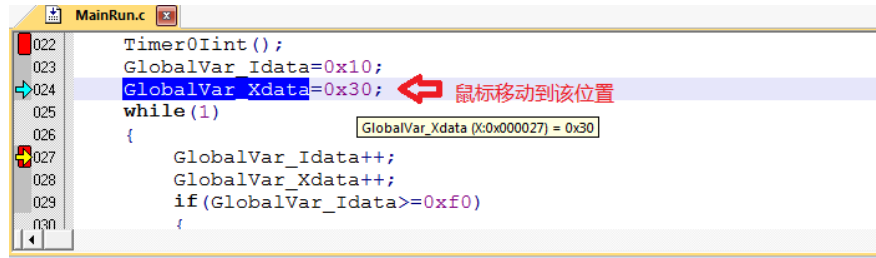 MainRun.c
022 Timer0Iint();
023 GlobalVar_Idata=0x10;
024 GlobalVar_Xdata=0x30; 鼠标移动到该位置
025 while(1)
GlobalVar_Xdata (X:0x000027) = 0x30
026 {
027 GlobalVar_Idata++;
028 GlobalVar_Xdata++;
029 if(GlobalVar_Idata>=0xf0)
030 {